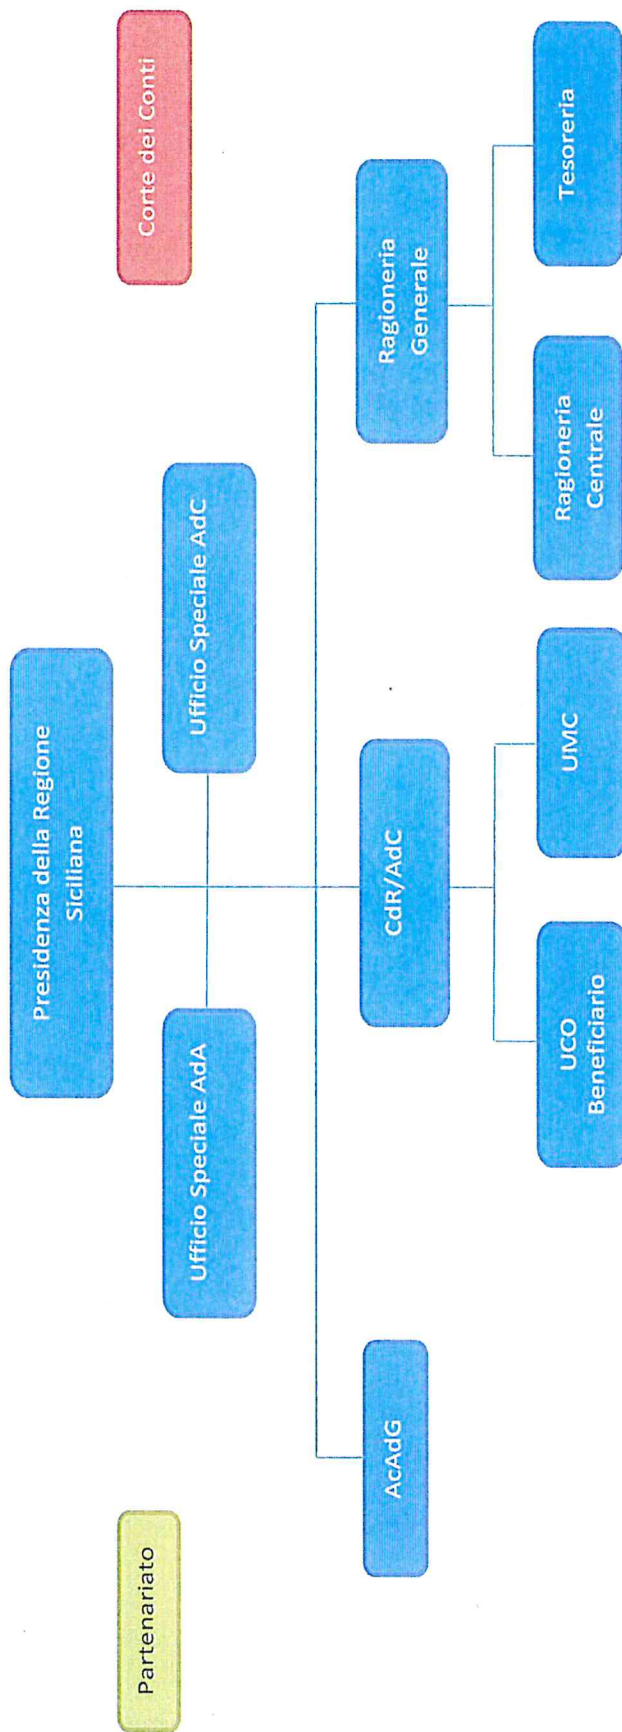 Presidenza della Regione
Siciliana
Partenariato
Corte dei Conti
Ufficio Speciale AdA
Ufficio Speciale AdC
AcAdG
CdR/AdC
Ragioneria
Generale
UCO
Beneficiario
UMC
Ragioneria
Centrale
Tesoreria